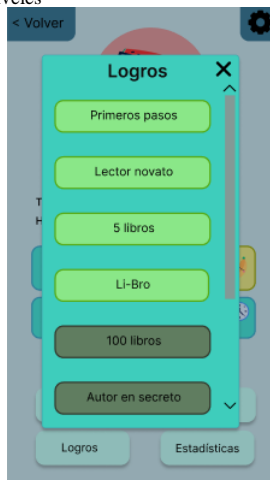 < Volver
Logros
Primeros pasos
Lector novato
5 libros
Li-Bro
100 libros
Autor en secreto
Logros
Estadísticas